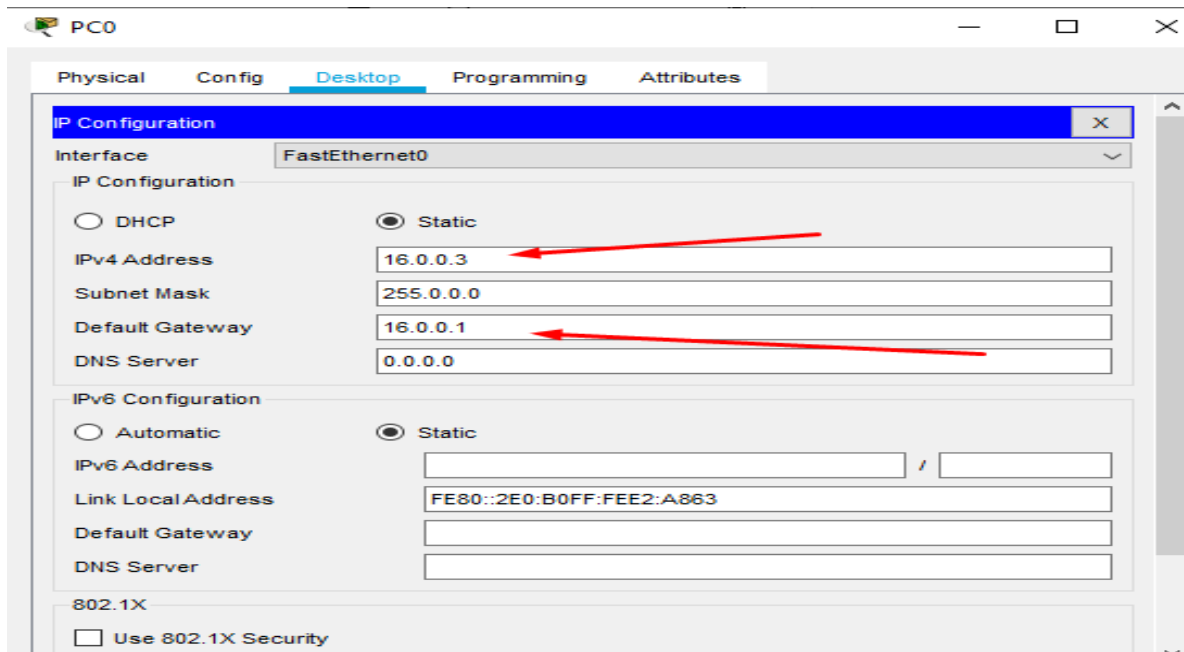 PC0
Physical Config Desktop Programming Attributes
IP Configuration X
Interface FastEthernet0
IP Configuration
DHCP Static
IPv4 Address 16.0.0.3
Subnet Mask 255.0.0.0
Default Gateway 16.0.0.1
DNS Server 0.0.0.0
IPv6 Configuration
Automatic Static
IPv6 Address /
Link Local Address FE80::2E0:B0FF:FEE2:A863
Default Gateway
DNS Server
802.1X
Use 802.1X Security